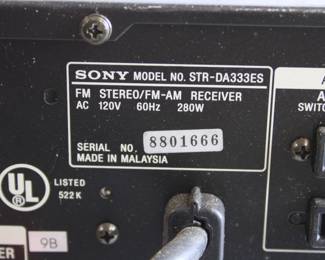 SONY MODEL NO. STR-DA333ES
FM STEREO/FM-AM RECEIVER
AC 120V 60Hz 280W
SERIAL NO. 8801666
MADE IN MALAYSIA
UL
®
LISTED
522K
9B
SWITC